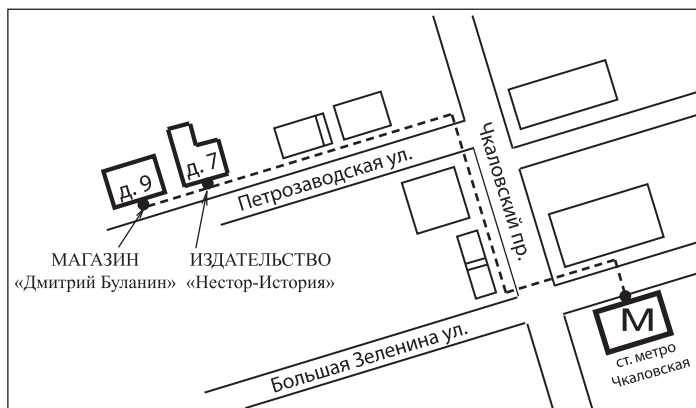 Чкаловский пр.
д. 7
д. 9
Петрозаводская ул.
МАГАЗИН
«Дмитрий Буланин»
ИЗДАТЕЛЬСТВО
«Нестор-История»
М
ст. метро
Чкаловская
Большая Зеленина ул.